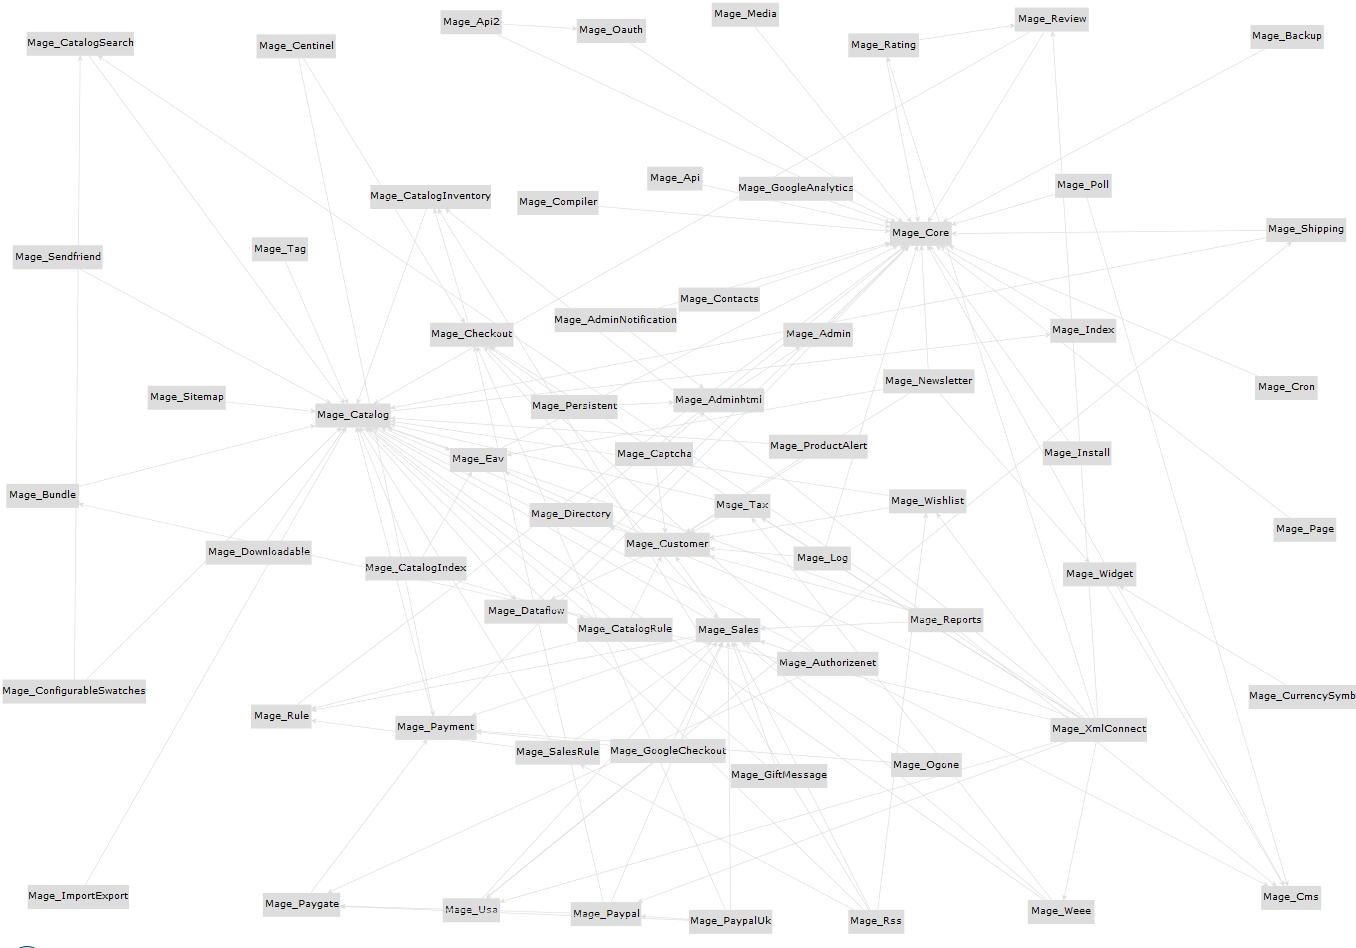 Mage_Media
Mage_Review
Mage_Api2
Mage_Oauth
Mage_Backup
Mage_CatalogSearch
Mage_Centinel
Mage_Rating
Mage_Api
Mage_GoogleAnalytics
Mage_Poll
Mage_CatalogInventory
Mage_Compiler
Mage_Core
Mage_Shipping
Mage_Sendfriend
Mage_Tag
Mage_Contacts
Mage_AdminNotification
Mage_Checkout
Mage_Admin
Mage_Index
Mage_Newsletter
Mage_Cron
Mage_Sitemap
Mage_Adminhtml
Mage_Persistent
Mage_Catalog
Mage_ProductAlert
Mage_Captcha
Mage_Install
Mage_Eav
Mage_Bundle
Mage_Tax
Mage_Wishlist
Mage_Directory
Mage_Page
Mage_Customer
Mage_Downloadable
Mage_Log
Mage_CatalogIndex
Mage_Widget
Mage_Dataflow
Mage_CatalogRule
Mage_Sales
Mage_Reports
Mage_Authorizenet
Mage_ConfigurableSwatches
Mage_CurrencySymb
Mage_Rule
Mage_Payment
Mage_XmlConnect
Mage_SalesRule
Mage_GoogleCheckout
Mage_GiftMessage
Mage_Ogone
Mage_ImportExport
Mage_Cms
Mage_Paygate
Mage_Usa
Mage_Paypal
Mage_PaypalUk
Mage_Rss
Mage_Weee